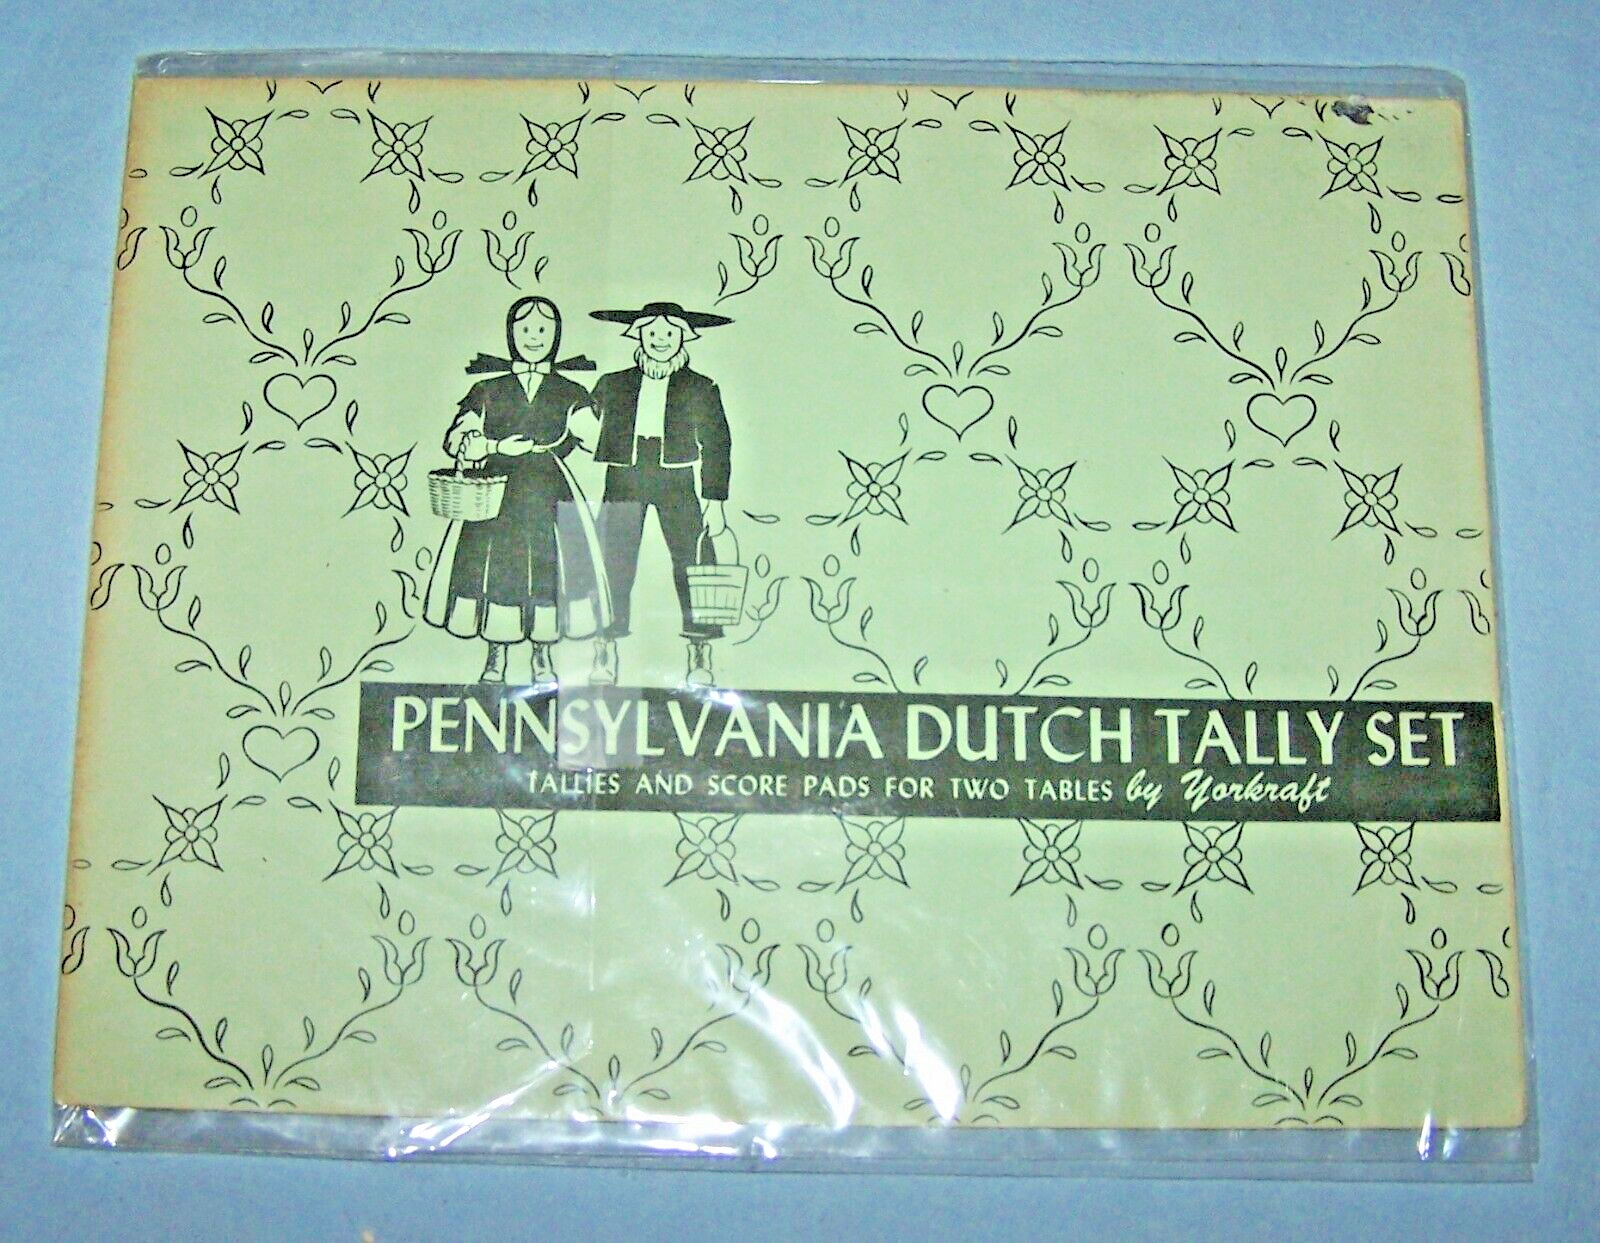 PENNSYLVANIA DUTCH TALLY SET
TALLIES AND SCORE PADS FOR TWO TABLES by Yorkraft